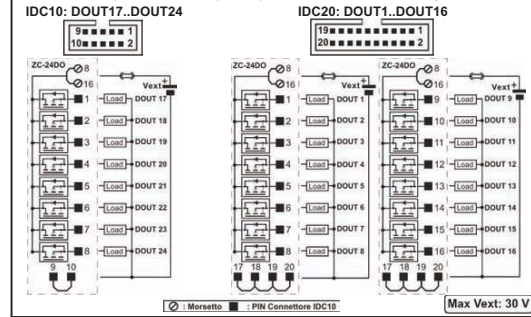 IDC10: DOUT17..DOUT24
9 1
10 2
ZC-24DO
8
16
Vext +
1 Load DOUT 17
2 Load DOUT 18
3 Load DOUT 19
4 Load DOUT 20
5 Load DOUT 21
6 Load DOUT 22
7 Load DOUT 23
8 Load DOUT 24
9 10
IDC20: DOUT1..DOUT16
19 1
20 2
ZC-24DO
8
16
Vext +
1 Load DOUT 1
2 Load DOUT 2
3 Load DOUT 3
4 Load DOUT 4
5 Load DOUT 5
6 Load DOUT 6
7 Load DOUT 7
8 Load DOUT 8
17 18 19 20
ZC-24DO
8
16
Vext +
9 Load DOUT 9
10 Load DOUT 10
11 Load DOUT 11
12 Load DOUT 12
13 Load DOUT 13
14 Load DOUT 14
15 Load DOUT 15
16 Load DOUT 16
17 18 19 20
: Morsetto : PIN Connettore IDC10
Max Vext: 30 V